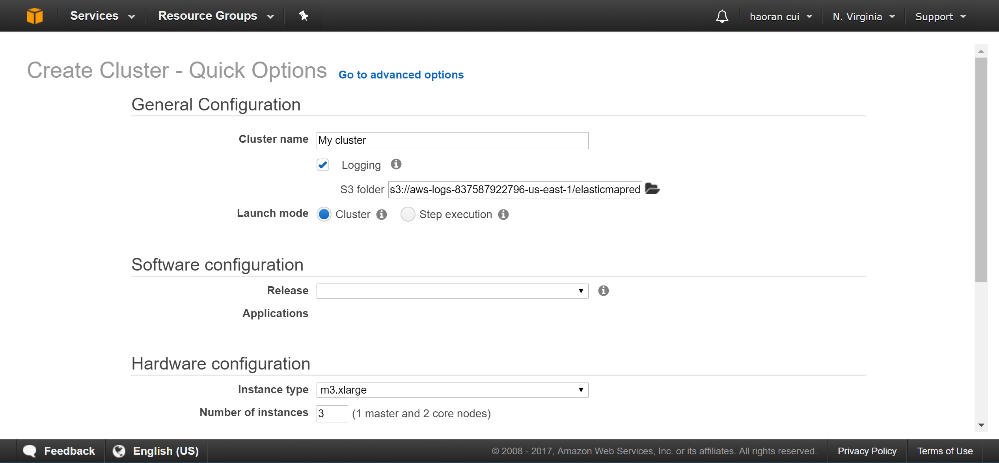 Services Resource Groups haoran cui N. Virginia Support
Create Cluster - Quick Options Go to advanced options
General Configuration
Cluster name My cluster
Logging
S3 folder s3://aws-logs-837587922796-us-east-1/elasticmapred
Launch mode Cluster Step execution
Software configuration
Release
Applications
Hardware configuration
Instance type m3.xlarge
Number of instances 3 (1 master and 2 core nodes)
Feedback English (US) © 2008 - 2017, Amazon Web Services, Inc. or its affiliates. All rights reserved. Privacy Policy Terms of Use